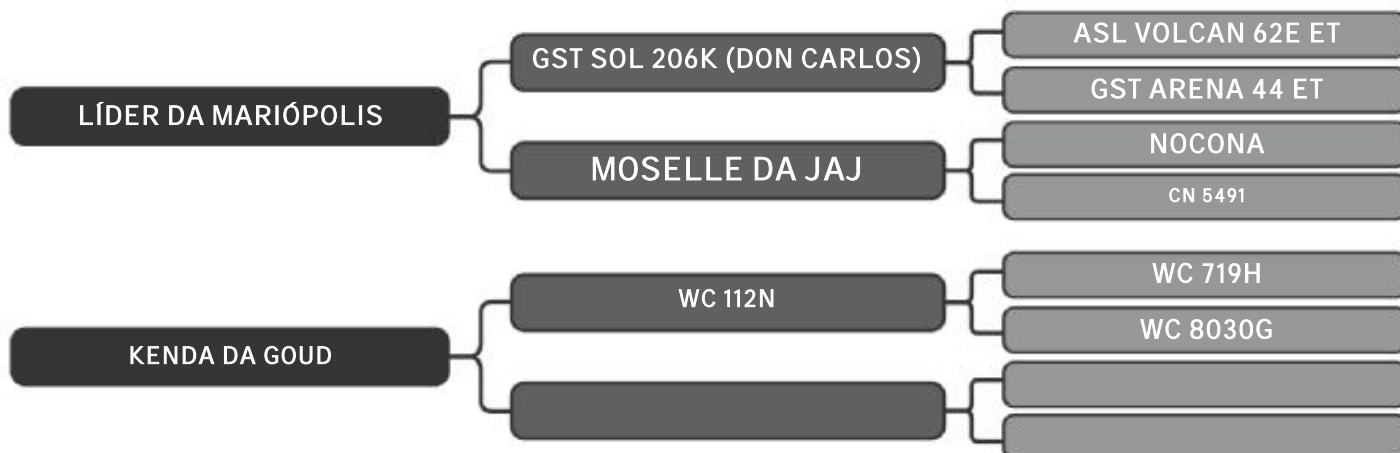 LÍDER DA MARIÓPOLIS
GST SOL 206K (DON CARLOS)
ASL VOLCAN 62E ET
GST ARENA 44 ET
MOSELLE DA JAJ
NOCONA
CN 5491
KENDA DA GOUD
WC 112N
WC 719H
WC 8030G